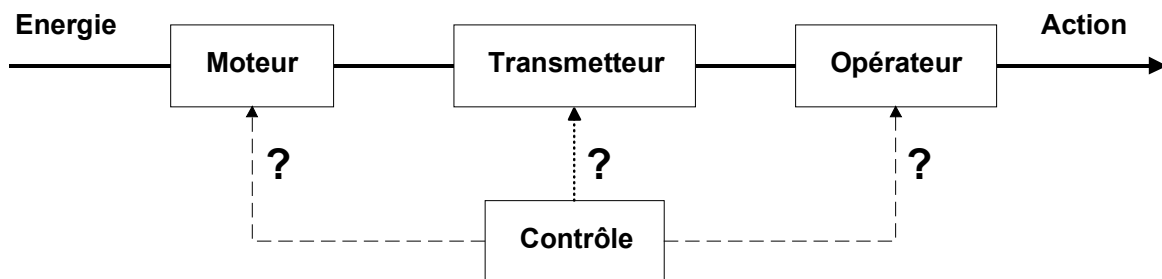 Energie
Action
Moteur
Transmetteur
Opérateur
?
?
?
Contrôle